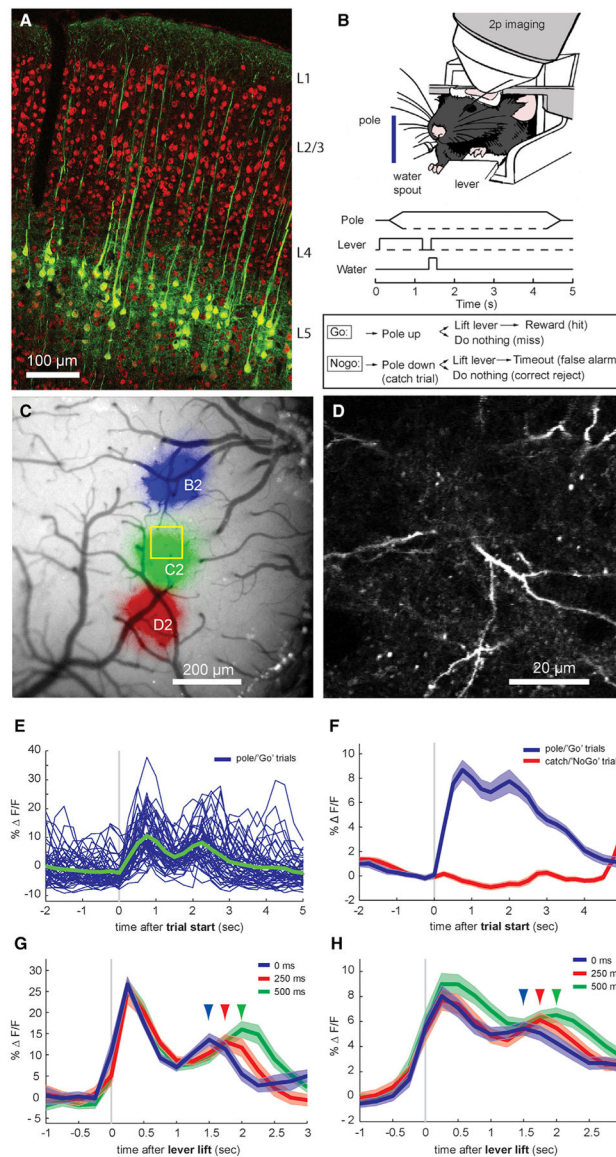 A
L1
L2/3
L4
L5
100 µm
B
2p imaging
pole
water
spout
lever
Pole
Lever
Water
0 1 2 3 4 5
Time (s)
Go: Pole up Lift lever Reward (hit)
Do nothing (miss)
Nogo: Pole down Lift lever Timeout (false alarm
(catch trial) Do nothing (correct reject)
C
B2
C2
D2
200 µm
D
20 µm
E
pole/'Go' trials
% Δ F/F
40
30
20
10
0
-10
-2 -1 0 1 2 3 4 5
time after trial start (sec)
F
pole/'Go' trials
catch/'NoGo' trial
% Δ F/F
10
8
6
4
2
0
-2
-2 -1 0 1 2 3 4
time after trial start (sec)
G
0 ms
250 ms
500 ms
% Δ F/F
30
25
20
15
10
5
0
-5
-1 -0.5 0 0.5 1 1.5 2 2.5 3
time after lever lift (sec)
H
0 ms
250 ms
500 ms
% Δ F/F
10
8
6
4
2
0
-1 -0.5 0 0.5 1 1.5 2 2.5
time after lever lift (sec)